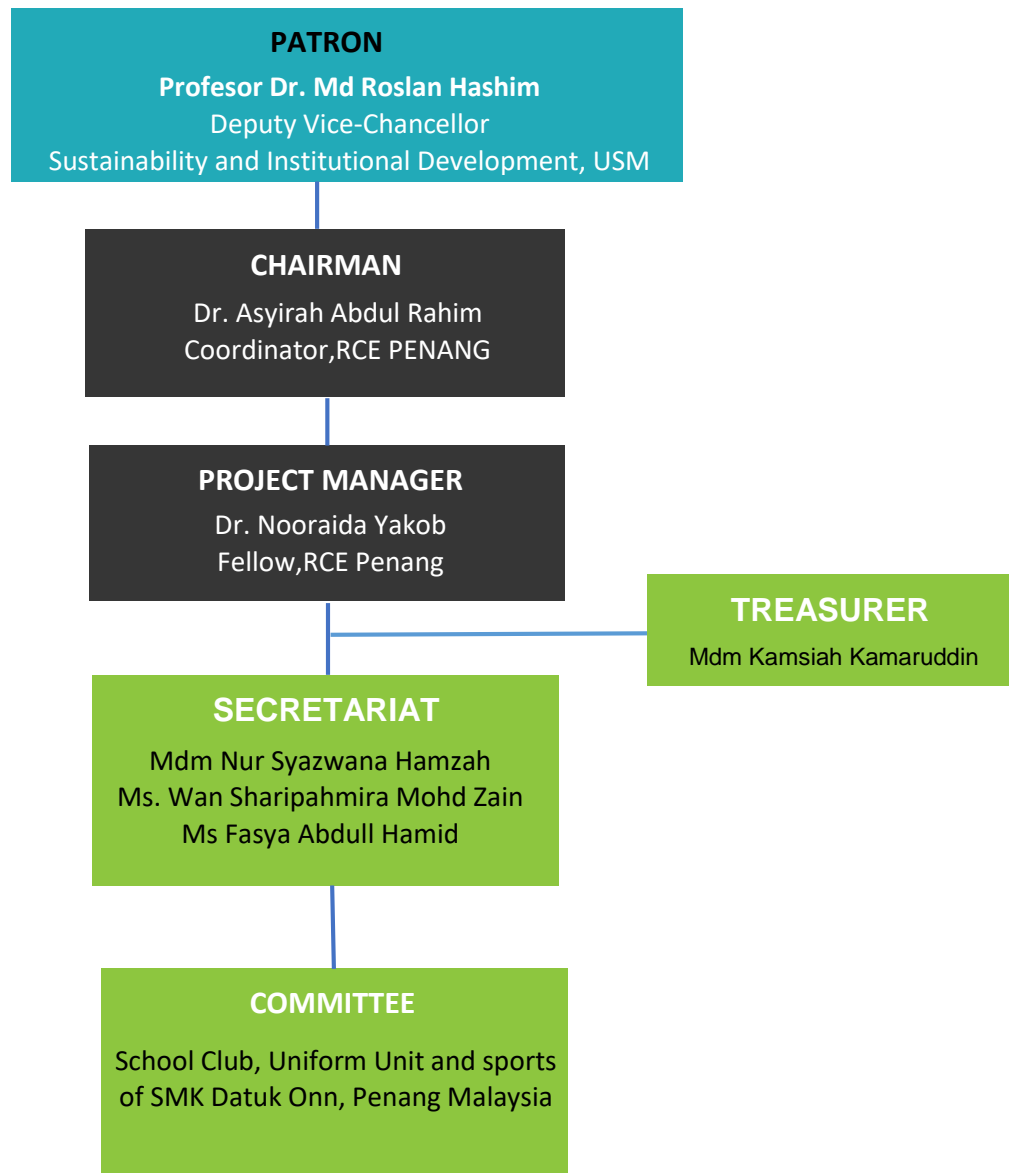 PATRON
Profesor Dr. Md Roslan Hashim
Deputy Vice-Chancellor
Sustainability and Institutional Development, USM
CHAIRMAN
Dr. Asyirah Abdul Rahim
Coordinator,RCE PENANG
PROJECT MANAGER
Dr. Nooraida Yakob
Fellow,RCE Penang
TREASURER
Mdm Kamsiah Kamaruddin
SECRETARIAT
Mdm Nur Syazwana Hamzah
Ms. Wan Sharipahmira Mohd Zain
Ms Fasya Abdull Hamid
COMMITTEE
School Club, Uniform Unit and sports
of SMK Datuk Onn, Penang Malaysia